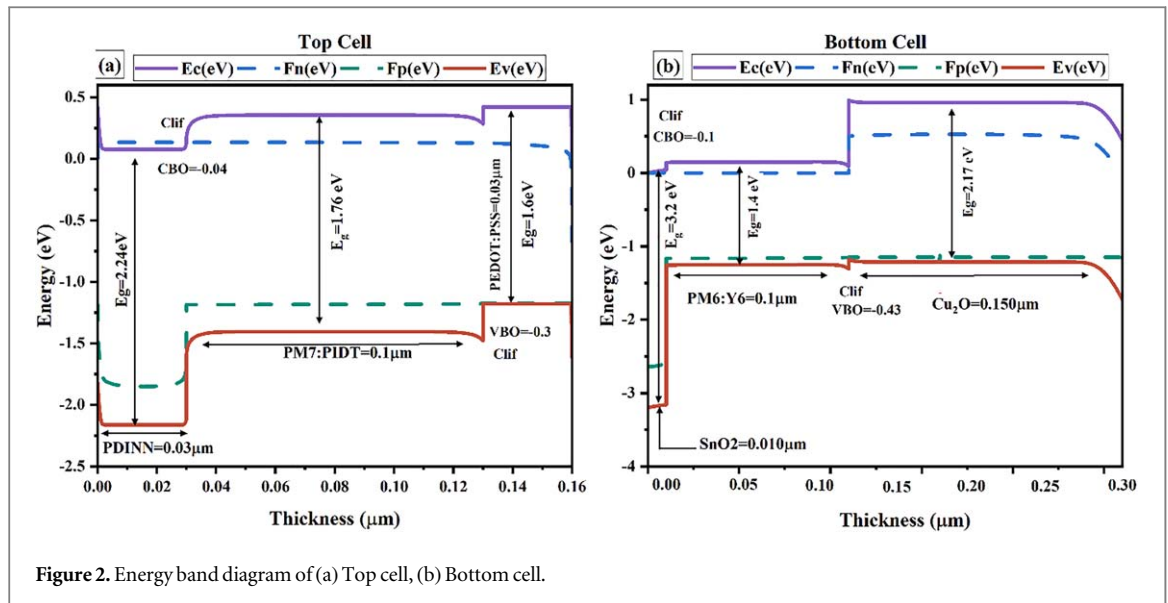 Top Cell
(a)
Ec(eV) Fn(eV) Fp(eV) Ev(eV)
Energy (eV)
0.5
0.0
-0.5
-1.0
-1.5
-2.0
-2.5
Clif
CBO=-0.04
Eg=2.24eV
Eg=1.76 eV
PEDOT:PSS=0.03μm
Eg=1.6eV
VBO=-0.3
Clif
PM7:PIDT=0.1μm
PDINN=0.03μm
0.00 0.02 0.04 0.06 0.08 0.10 0.12 0.14 0.16
Thickness (μm)
Bottom Cell
(b)
Ec(eV) Fn(eV) Fp(eV) Ev(eV)
Energy (eV)
1
0
-1
-2
-3
-4
Clif
CBO=-0.1
Eg=3.2 eV
Eg=1.4 eV
Eg=2.17 eV
PM6:Y6=0.1μm
Clif
VBO=-0.43
Cu2O=0.150μm
SnO2=0.010μm
0.00 0.05 0.10 0.20 0.25 0.30
Thickness (μm)
Figure 2. Energy band diagram of (a) Top cell, (b) Bottom cell.